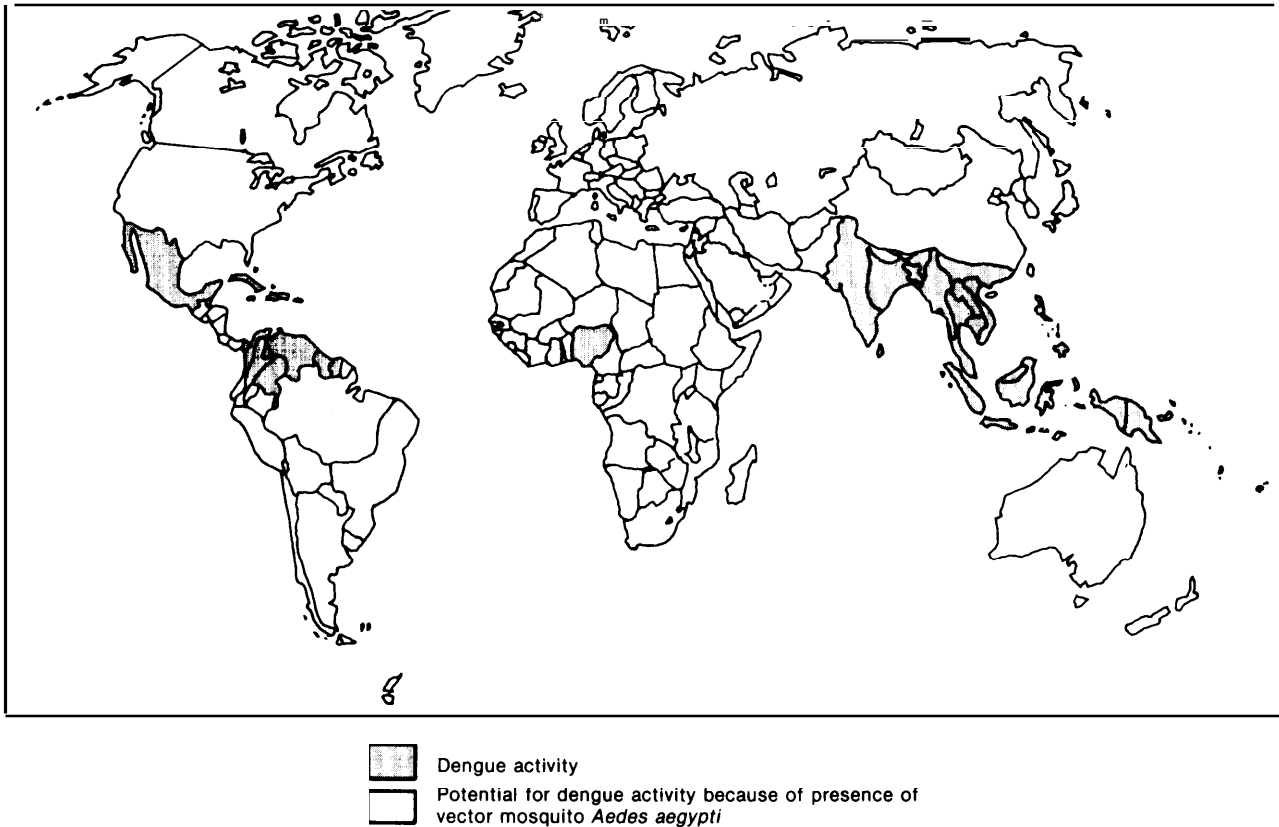 m
Dengue activity
Potential for dengue activity because of presence of
vector mosquito Aedes aegypti